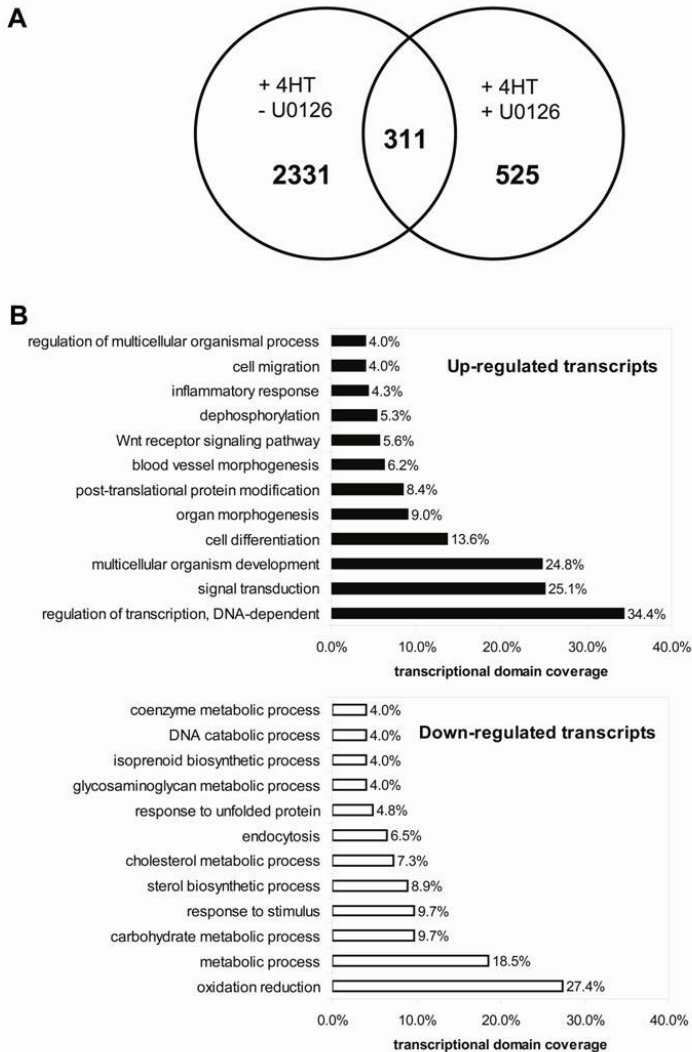 A
+ 4HT
- U0126
2331
311
+ 4HT
+ U0126
525
B
Up-regulated transcripts
regulation of multicellular organismal process 4.0%
cell migration 4.0%
inflammatory response 4.3%
dephosphorylation 5.3%
Wnt receptor signaling pathway 5.6%
blood vessel morphogenesis 6.2%
post-translational protein modification 8.4%
organ morphogenesis 9.0%
cell differentiation 13.6%
multicellular organism development 24.8%
signal transduction 25.1%
regulation of transcription, DNA-dependent 34.4%
0.0% 10.0% 20.0% 30.0% 40.0%
transcriptional domain coverage
Down-regulated transcripts
coenzyme metabolic process 4.0%
DNA catabolic process 4.0%
isoprenoid biosynthetic process 4.0%
glycosaminoglycan metabolic process 4.0%
response to unfolded protein 4.8%
endocytosis 6.5%
cholesterol metabolic process 7.3%
sterol biosynthetic process 8.9%
response to stimulus 9.7%
carbohydrate metabolic process 9.7%
metabolic process 18.5%
oxidation reduction 27.4%
0.0% 10.0% 20.0% 30.0% 40.0%
transcriptional domain coverage